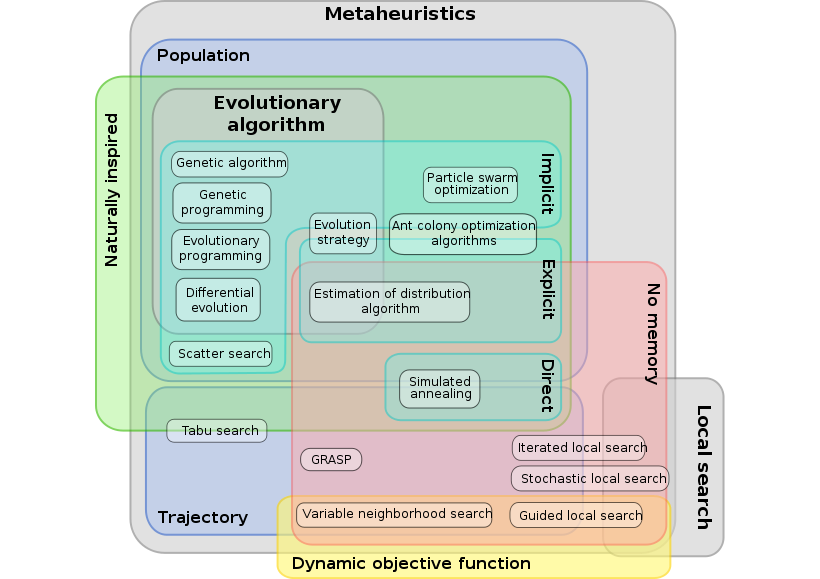 Metaheuristics
Population
Naturally inspired
Evolutionary
algorithm
Implicit
Genetic algorithm
Particle swarm
optimization
Genetic
programming
Evolution
strategy
Ant colony optimization
algorithms
Evolutionary
programming
Explicit
No memory
Differential
evolution
Estimation of distribution
algorithm
Scatter search
Direct
Simulated
annealing
Local search
Tabu search
Iterated local search
GRASP
Stochastic local search
Trajectory
Variable neighborhood search
Guided local search
Dynamic objective function